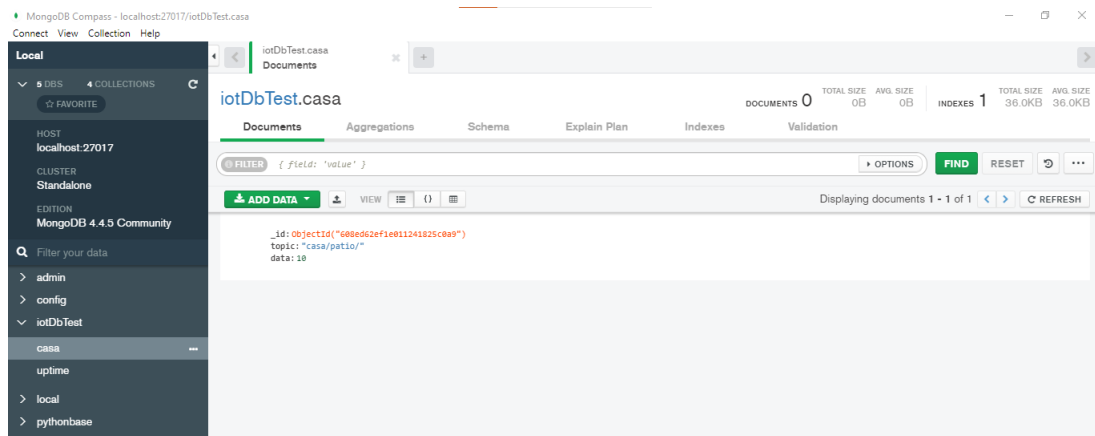 MongoDB Compass - localhost:27017/iotDbTest.casa
Connect View Collection Help
Local
5 DBS 4 COLLECTIONS
FAVORITE
HOST
localhost:27017
CLUSTER
Standalone
EDITION
MongoDB 4.4.5 Community
Filter your data
admin
config
iotDbTest
casa
uptime
local
pythonbase
iotDbTest.casa
Documents
iotDbTest.casa
DOCUMENTS 0 TOTAL SIZE 0B AVG. SIZE 0B INDEXES 1 TOTAL SIZE 36.0KB AVG. SIZE 36.0KB
Documents Aggregations Schema Explain Plan Indexes Validation
FILTER { field: 'value' } OPTIONS FIND RESET
ADD DATA VIEW {} Displaying documents 1 - 1 of 1 REFRESH
_id:ObjectId("608ed62ef1e011241825c0a9")
topic:"casa/patio/"
data:10